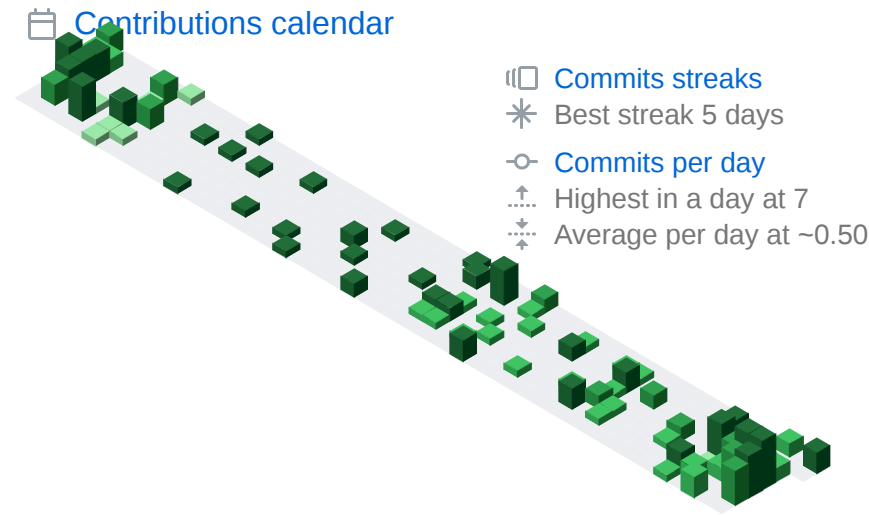 Contributions calendar
Commits streaks
Best streak 5 days
Commits per day
Highest in a day at 7
Average per day at ~0.50